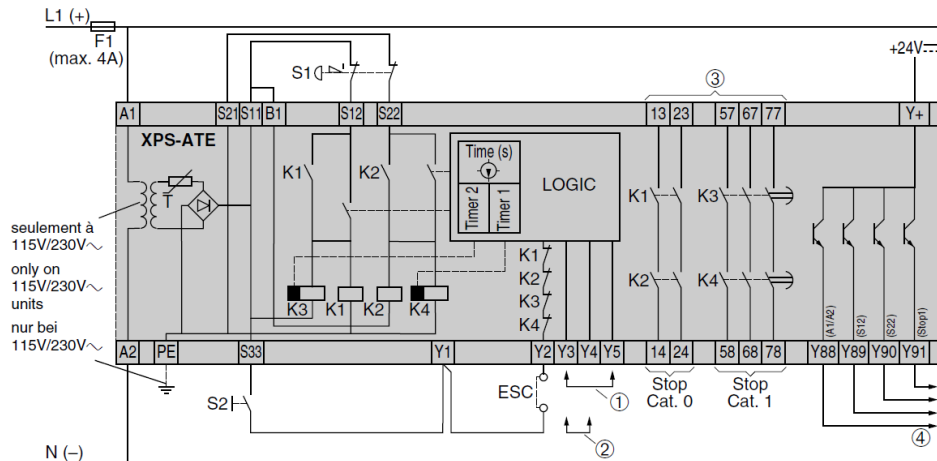 L1 (+)
F1
(max. 4A)
+24V
S1
③
A1 S21 S11 B1 S12 S22 13 23 57 67 77 Y+
XPS-ATE
T
K1 K2
Time (s)
Timer 2
Timer 1
LOGIC
K1 K3
K2 K4
K1
K2
K3
K4
K3 K1 K2 K4
seulement à
115V/230V~
only on
115V/230V~
units
nur bei
115V/230V~
(A1/A2) (S12) (S22) (Stop1)
A2 PE S33 Y1 Y2 Y3 Y4 Y5 14 24 58 68 78 Y88 Y89 Y90 Y91
Stop
Cat. 0
Stop
Cat. 1
ESC
①
②
④
S2
N (–)